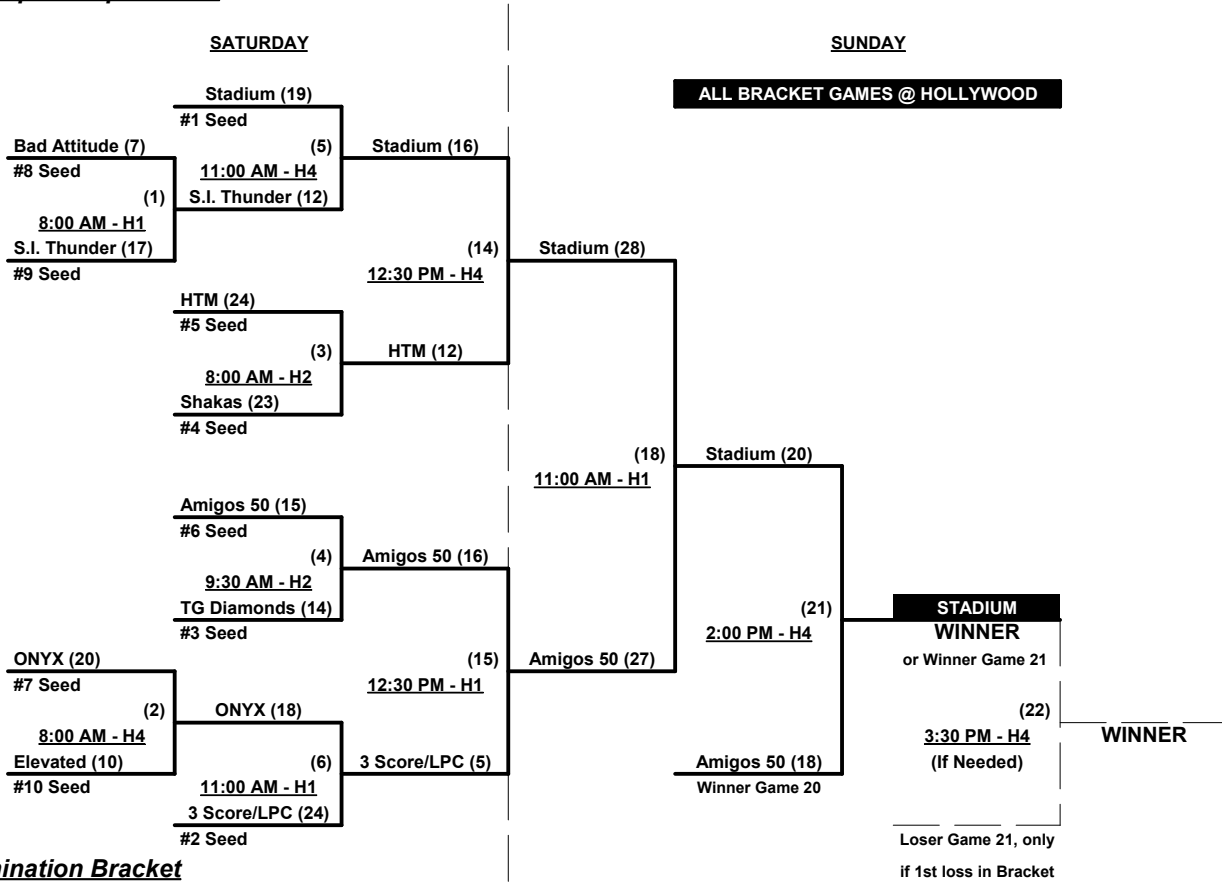 SATURDAY
SUNDAY
ALL BRACKET GAMES @ HOLLYWOOD
Stadium (19)
#1 Seed
Bad Attitude (7)
(5)
Stadium (16)
#8 Seed
11:00 AM - H4
(1)
S.I. Thunder (12)
8:00 AM - H1
S.I. Thunder (17)
(14)
Stadium (28)
#9 Seed
12:30 PM - H4
HTM (24)
#5 Seed
(3)
HTM (12)
8:00 AM - H2
Shakas (23)
#4 Seed
(18)
Stadium (20)
11:00 AM - H1
Amigos 50 (15)
#6 Seed
(4)
Amigos 50 (16)
9:30 AM - H2
TG Diamonds (14)
(21)
STADIUM
#3 Seed
2:00 PM - H4
WINNER
ONYX (20)
(15)
Amigos 50 (27)
or Winner Game 21
#7 Seed
12:30 PM - H1
(2)
ONYX (18)
(22)
8:00 AM - H4
3:30 PM - H4
WINNER
Elevated (10)
(6)
3 Score/LPC (5)
Amigos 50 (18)
(If Needed)
#10 Seed
11:00 AM - H1
Winner Game 20
3 Score/LPC (24)
#2 Seed
Loser Game 21, only
ination Bracket
if 1st loss in Bracket